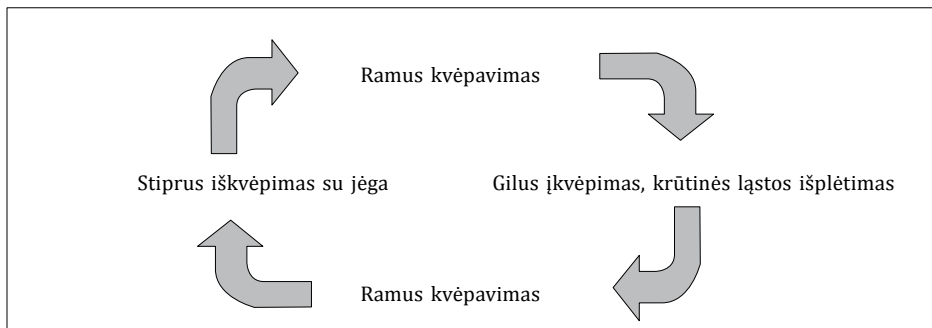 Ramus kvėpavimas
Stiprus iškvėpimas su jėga
Gilus įkvėpimas, krūtinės ląstos išplėtimas
Ramus kvėpavimas